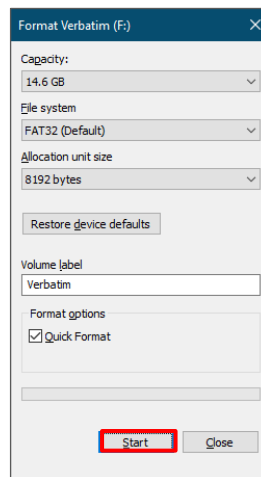 Format Verbatim (F:)
Capacity:
14.6 GB
File system
FAT32 (Default)
Allocation unit size
8192 bytes
Restore device defaults
Volume label
Verbatim
Format options
Quick Format
Start
Close